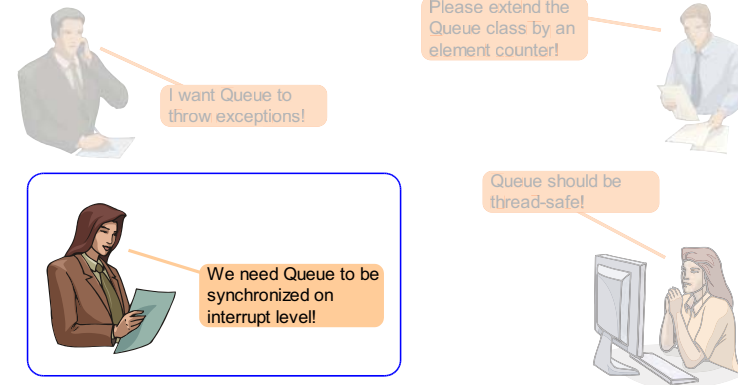 Please extend the
Queue class by an
element counter!
I want Queue to
throw exceptions!
Queue should be
thread-safe!
We need Queue to be
synchronized on
interrupt level!